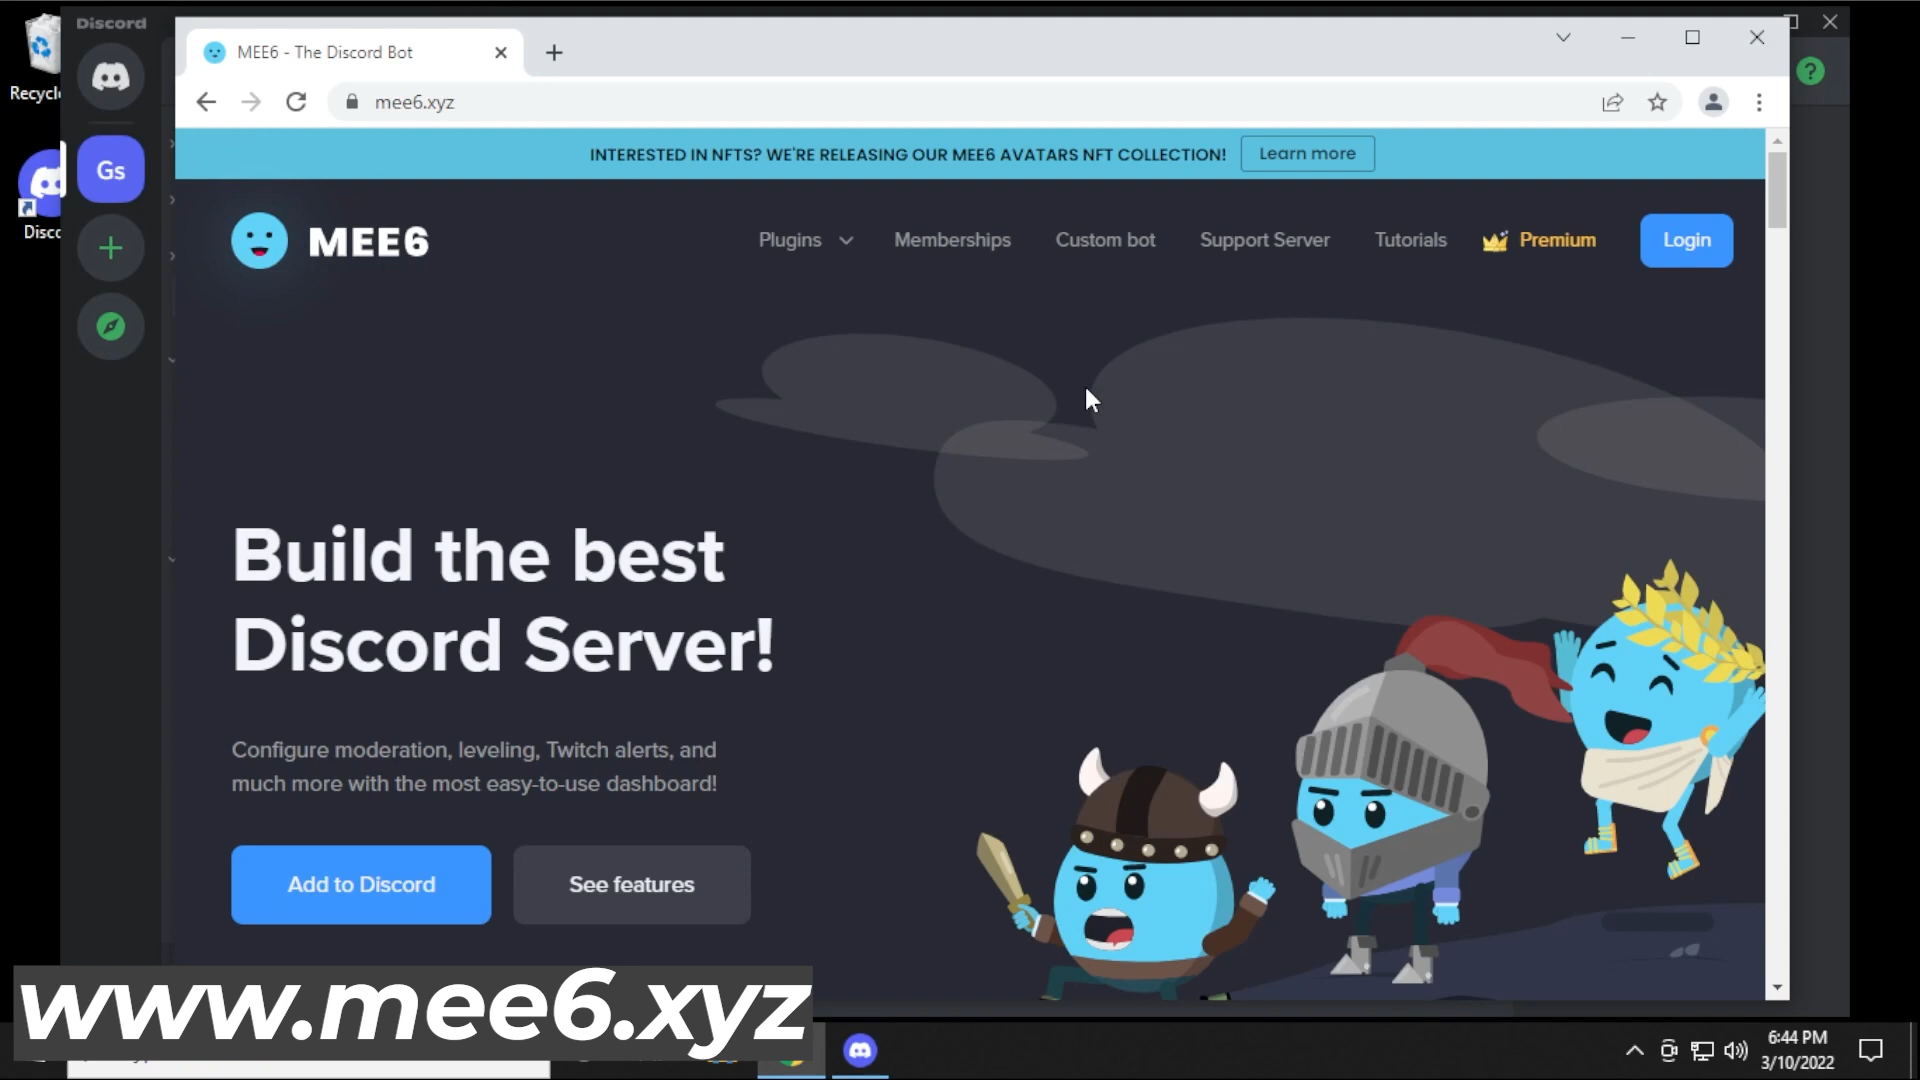 Discord
MEE6 - The Discord Bot
mee6.xyz
INTERESTED IN NFTS? WE'RE RELEASING OUR MEE6 AVATARS NFT COLLECTION!
Learn more
MEE6
Plugins
Memberships
Custom bot
Support Server
Tutorials
Premium
Login
Gs
Build the best
Discord Server!
Configure moderation, leveling, Twitch alerts, and
much more with the most easy-to-use dashboard!
Add to Discord
See features
www.mee6.xyz
6:44 PM
3/10/2022